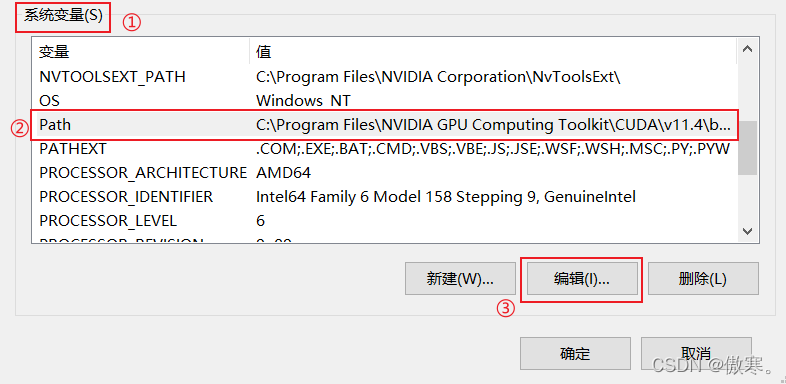 系统变量(S)
①
变量 值
NVTOOLSEXT_PATH C:\Program Files\NVIDIA Corporation\NvToolsExt\
OS Windows_NT
② Path C:\Program Files\NVIDIA GPU Computing Toolkit\CUDA\v11.4\b...
PATHEXT .COM;.EXE;.BAT;.CMD;.VBS;.VBE;.JS;.JSE;.WSF;.WSH;.MSC;.PY;.PYW
PROCESSOR_ARCHITECTURE AMD64
PROCESSOR_IDENTIFIER Intel64 Family 6 Model 158 Stepping 9, GenuineIntel
PROCESSOR_LEVEL 6
PROCESSOR_REVISION
新建(W)... 编辑(I)... 删除(L)
③
确定 取消
CSDN @傲寒。